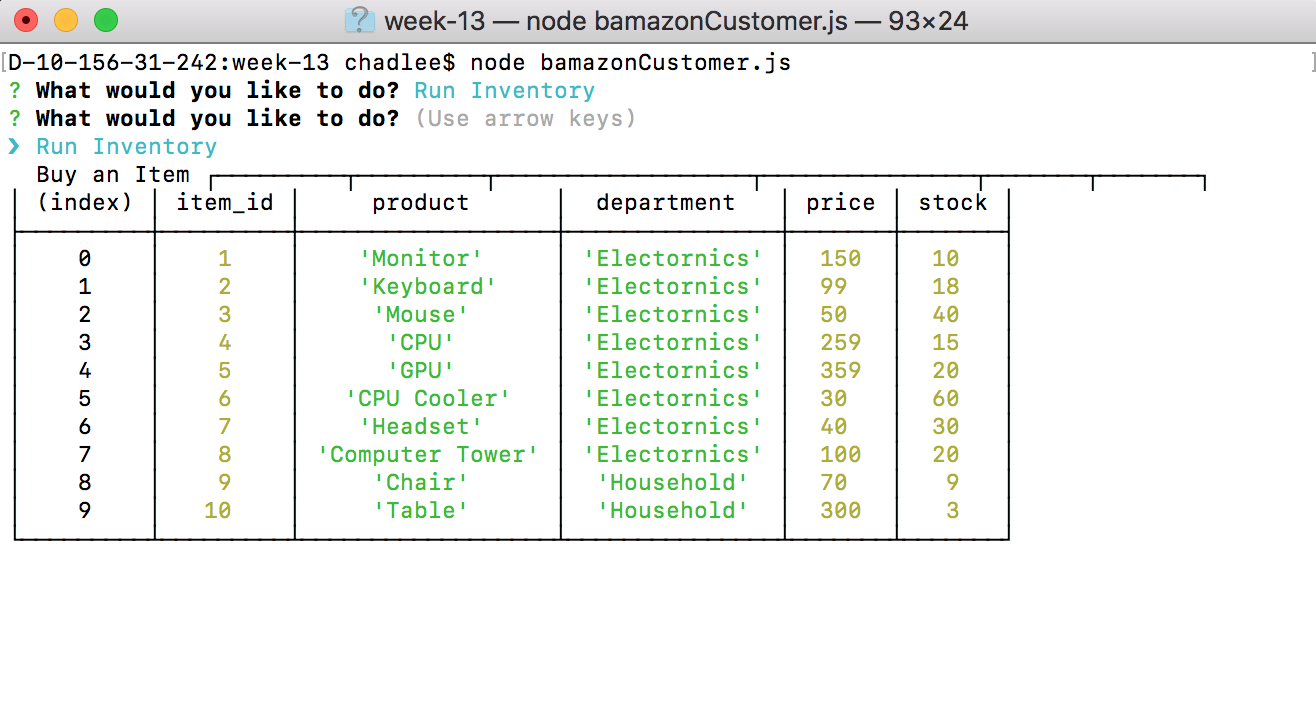 week-13 — node bamazonCustomer.js — 93×24
[D-10-156-31-242:week-13 chadlee$ node bamazonCustomer.js ]
? What would you like to do? Run Inventory
? What would you like to do? (Use arrow keys)
❯ Run Inventory
Buy an Item
(index) item_id product department price stock
0 1 'Monitor' 'Electornics' 150 10
1 2 'Keyboard' 'Electornics' 99 18
2 3 'Mouse' 'Electornics' 50 40
3 4 'CPU' 'Electornics' 259 15
4 5 'GPU' 'Electornics' 359 20
5 6 'CPU Cooler' 'Electornics' 30 60
6 7 'Headset' 'Electornics' 40 30
7 8 'Computer Tower' 'Electornics' 100 20
8 9 'Chair' 'Household' 70 9
9 10 'Table' 'Household' 300 3